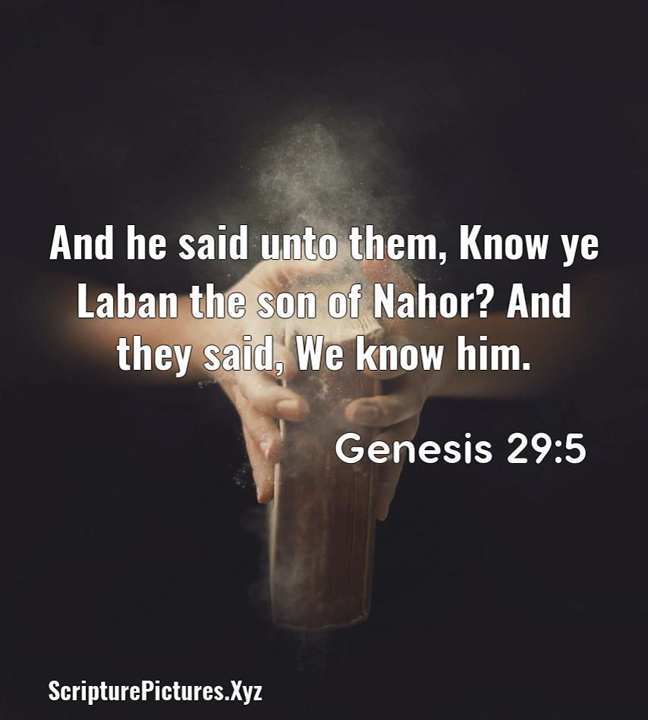 And he said unto them, Know ye
Laban the son of Nahor? And
they said, We know him.
Genesis 29:5
ScripturePictures.Xyz